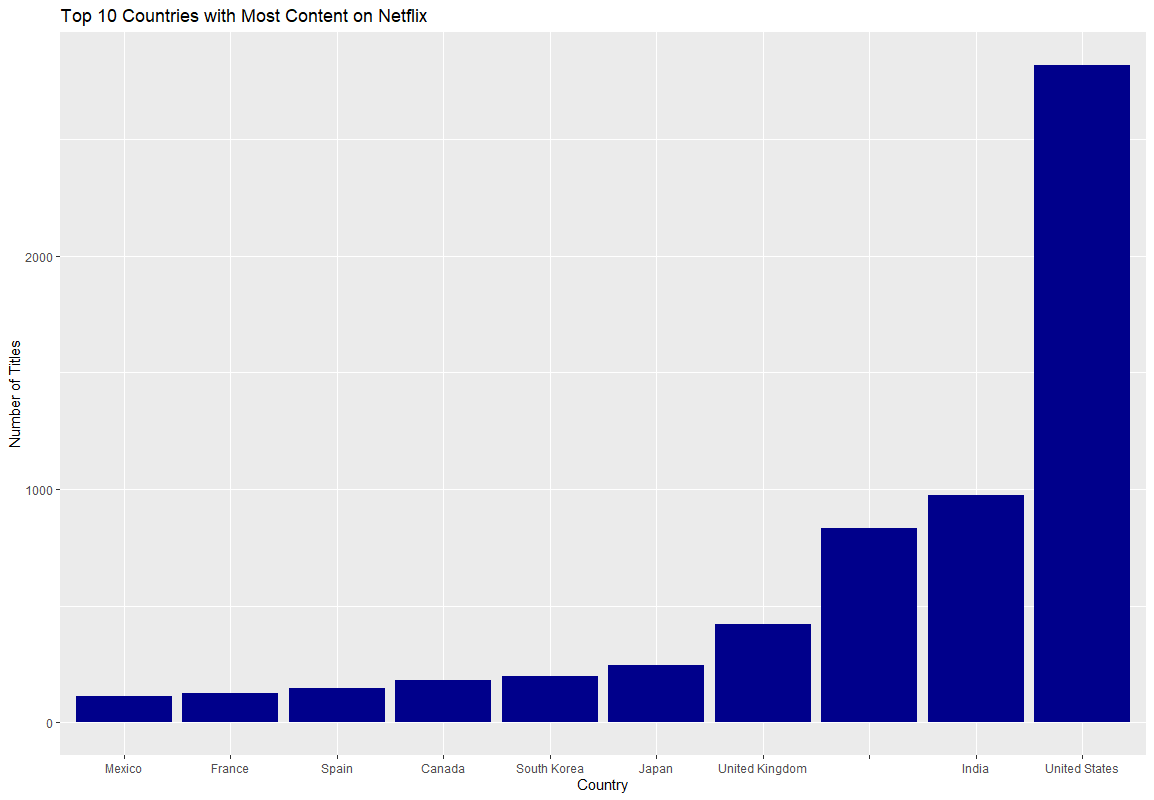 Top 10 Countries with Most Content on Netflix
Number of Titles
2000
1000
0
Mexico France Spain Canada South Korea Japan United Kingdom India United States
Country